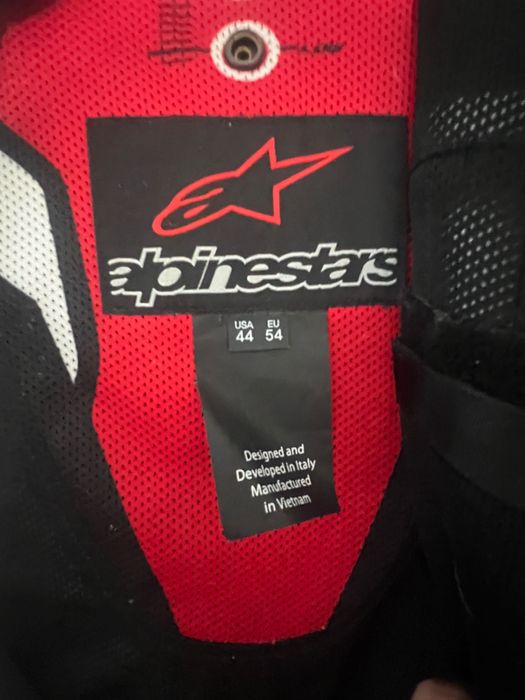 alpinestars
USA EU
44 54
Designed and
Developed in Italy
Manufactured
in Vietnam